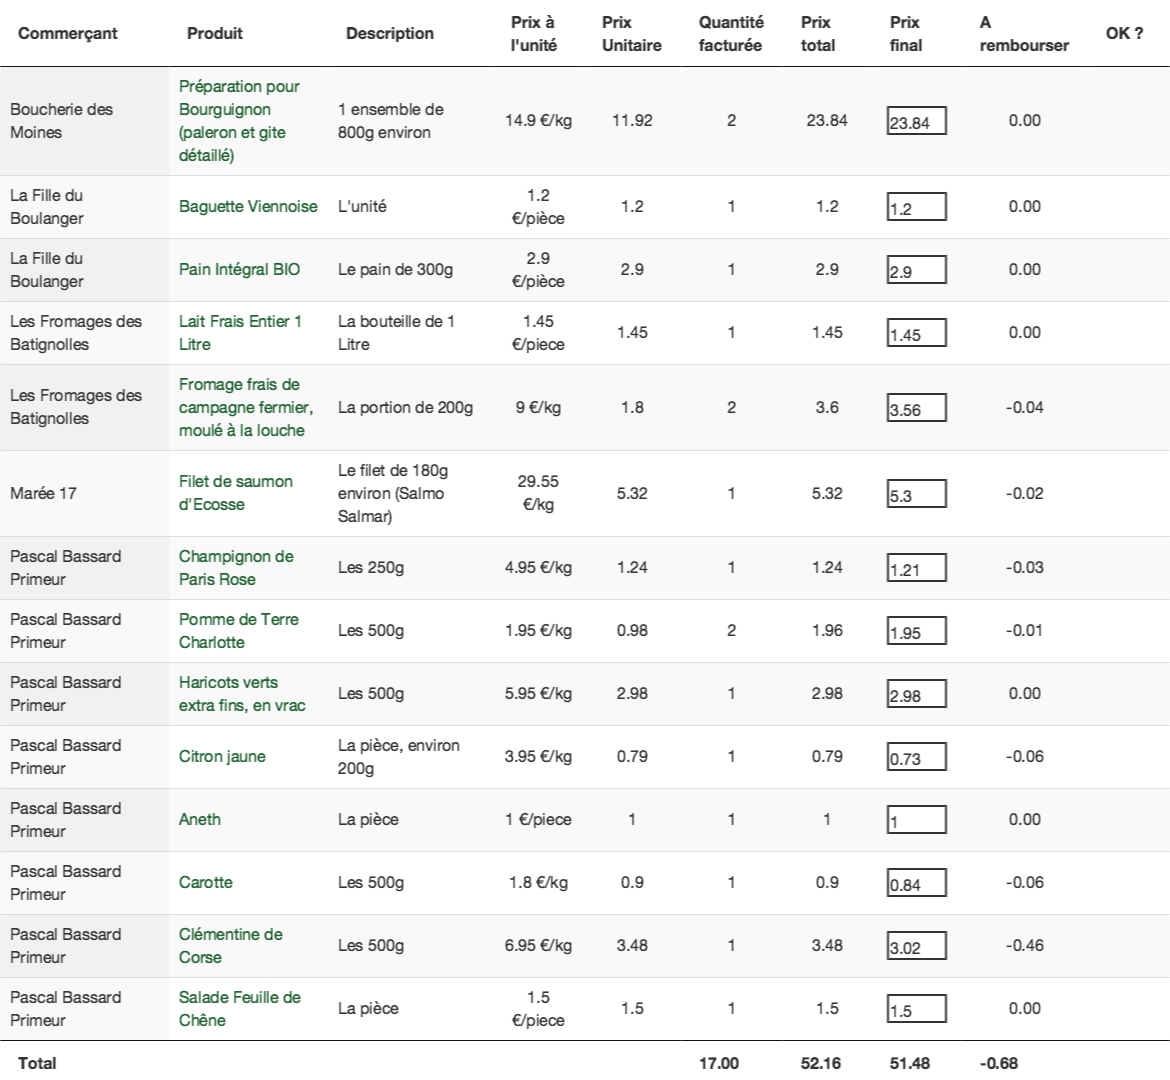 Commerçant Produit Description Prix à l'unité Prix Unitaire Quantité facturée Prix total Prix final A rembourser OK ?
Boucherie des Moines Préparation pour Bourguignon (paleron et gite détaillé) 1 ensemble de 800g environ 14.9 €/kg 11.92 2 23.84 23.84 0.00
La Fille du Boulanger Baguette Viennoise L'unité 1.2 €/pièce 1.2 1 1.2 1.2 0.00
La Fille du Boulanger Pain Intégral BIO Le pain de 300g 2.9 €/pièce 2.9 1 2.9 2.9 0.00
Les Fromages des Batignolles Lait Frais Entier 1 Litre La bouteille de 1 Litre 1.45 €/piece 1.45 1 1.45 1.45 0.00
Les Fromages des Batignolles Fromage frais de campagne fermier, moulé à la louche La portion de 200g 9 €/kg 1.8 2 3.6 3.56 -0.04
Marée 17 Filet de saumon d'Ecosse Le filet de 180g environ (Salmo Salmar) 29.55 €/kg 5.32 1 5.32 5.3 -0.02
Pascal Bassard Primeur Champignon de Paris Rose Les 250g 4.95 €/kg 1.24 1 1.24 1.21 -0.03
Pascal Bassard Primeur Pomme de Terre Charlotte Les 500g 1.95 €/kg 0.98 2 1.96 1.95 -0.01
Pascal Bassard Primeur Haricots verts extra fins, en vrac Les 500g 5.95 €/kg 2.98 1 2.98 2.98 0.00
Pascal Bassard Primeur Citron jaune La pièce, environ 200g 3.95 €/kg 0.79 1 0.79 0.73 -0.06
Pascal Bassard Primeur Aneth La pièce 1 €/piece 1 1 1 1 0.00
Pascal Bassard Primeur Carotte Les 500g 1.8 €/kg 0.9 1 0.9 0.84 -0.06
Pascal Bassard Primeur Clémentine de Corse Les 500g 6.95 €/kg 3.48 1 3.48 3.02 -0.46
Pascal Bassard Primeur Salade Feuille de Chêne La pièce 1.5 €/piece 1.5 1 1.5 1.5 0.00
Total 17.00 52.16 51.48 -0.68